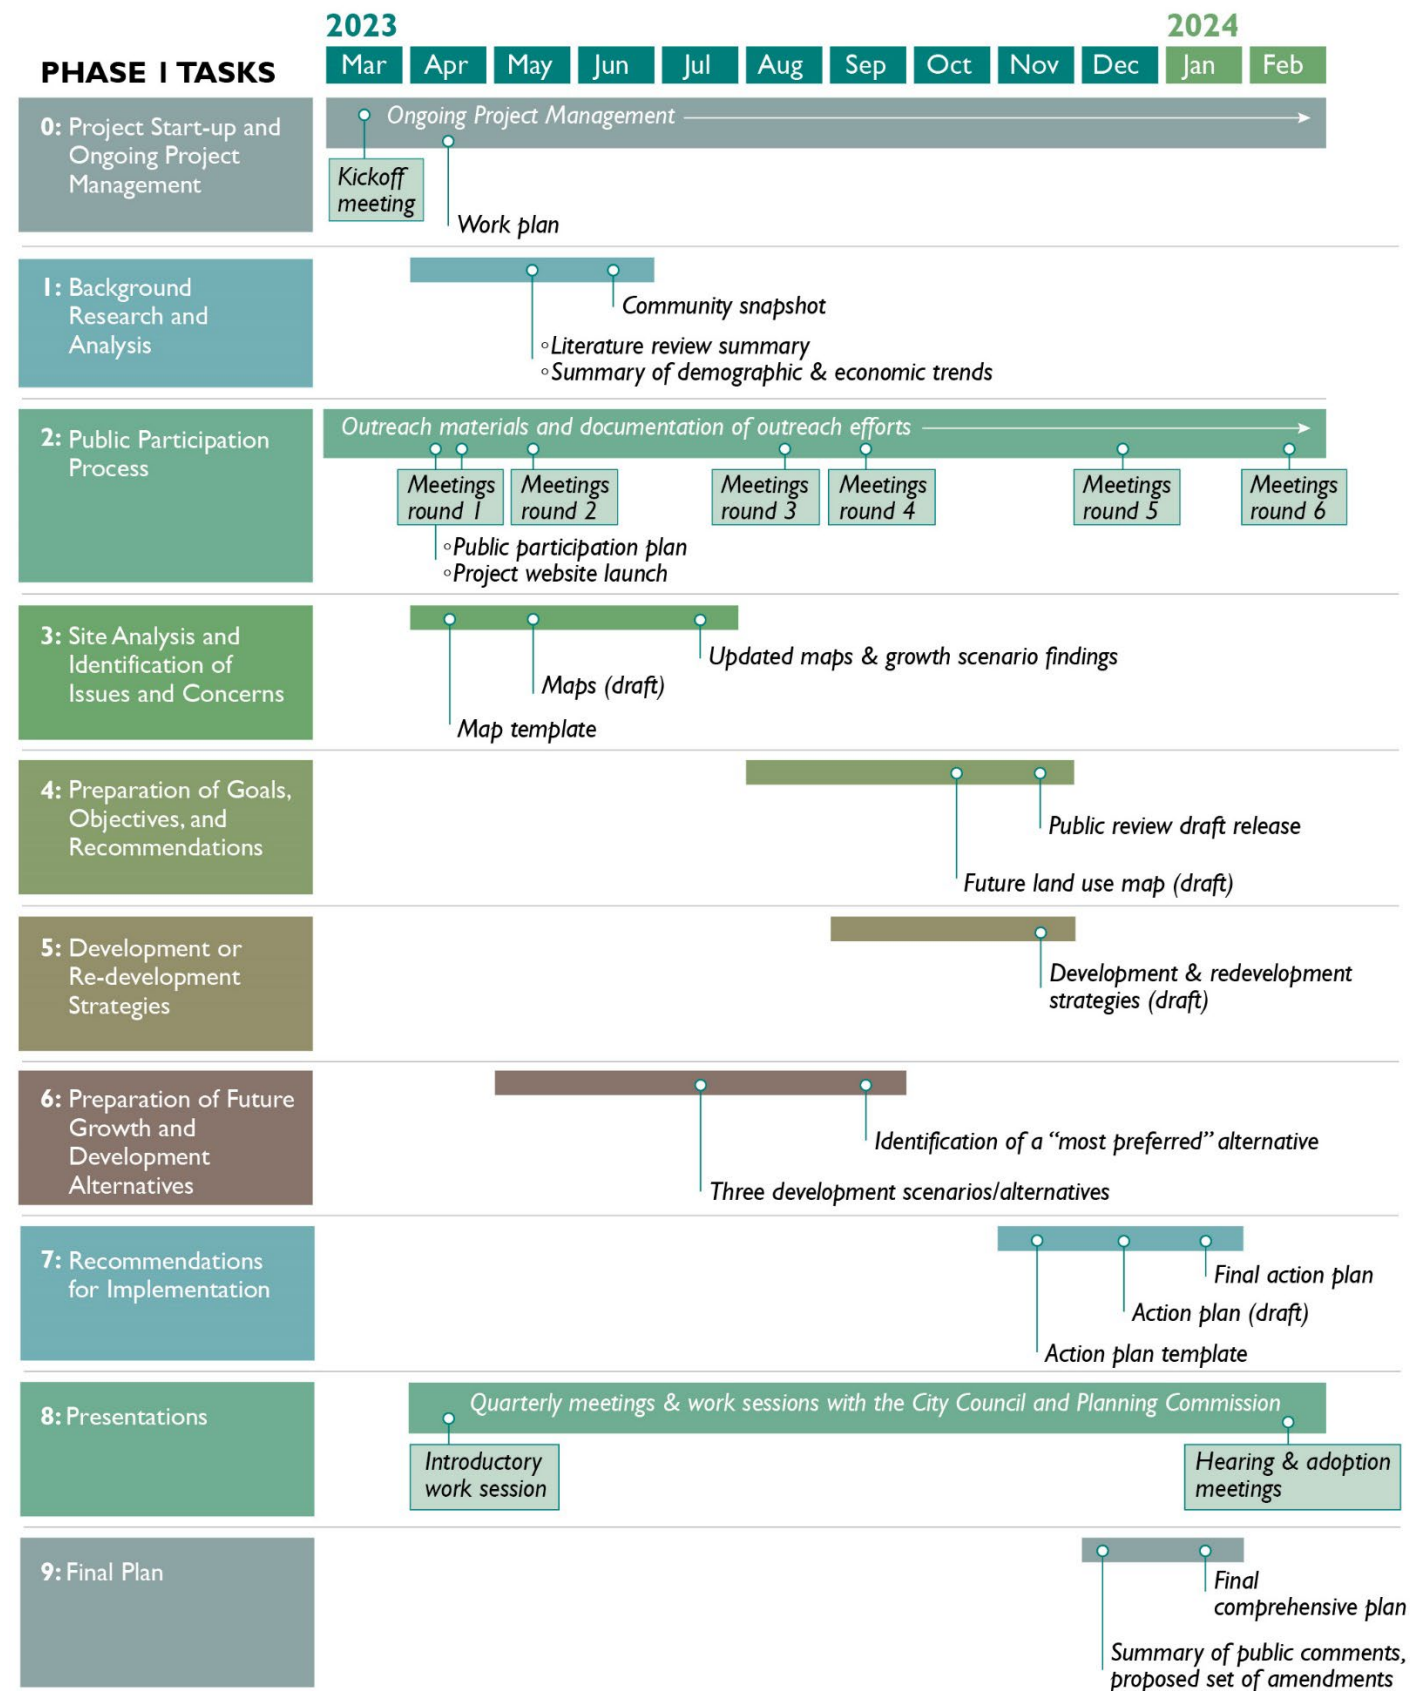 2023
2024
PHASE I TASKS
Mar
Apr
May
Jun
Jul
Aug
Sep
Oct
Nov
Dec
Jan
Feb
0: Project Start-up and
Ongoing Project
Management
Ongoing Project Management
Kickoff
meeting
Work plan
1: Background
Research and
Analysis
Community snapshot
◦Literature review summary
◦Summary of demographic & economic trends
2: Public Participation
Process
Outreach materials and documentation of outreach efforts
Meetings
round 1
Meetings
round 2
Meetings
round 3
Meetings
round 4
Meetings
round 5
Meetings
round 6
◦Public participation plan
◦Project website launch
3: Site Analysis and
Identification of
Issues and Concerns
Updated maps & growth scenario findings
Maps (draft)
Map template
4: Preparation of Goals,
Objectives, and
Recommendations
Public review draft release
Future land use map (draft)
5: Development or
Re-development
Strategies
Development & redevelopment
strategies (draft)
6: Preparation of Future
Growth and
Development
Alternatives
Identification of a “most preferred” alternative
Three development scenarios/alternatives
7: Recommendations
for Implementation
Final action plan
Action plan (draft)
Action plan template
8: Presentations
Quarterly meetings & work sessions with the City Council and Planning Commission
Introductory
work session
Hearing & adoption
meetings
9: Final Plan
Final
comprehensive plan
Summary of public comments,
proposed set of amendments